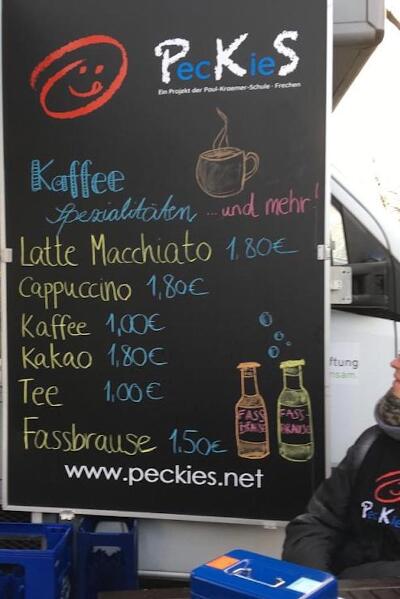 PecKieS
Ein Projekt der Paul-Kraemer-Schule · Frechen
Kaffee
Spezialitäten ...und mehr!
Latte Macchiato 1,80€
Cappuccino 1,80€
Kaffee 1,00€
Kakao 1,80€
Tee 1,00€
Fassbrause 1,50€
FASS-
BRAUSE
FASS-
BRAUSE
www.peckies.net
PecKieS